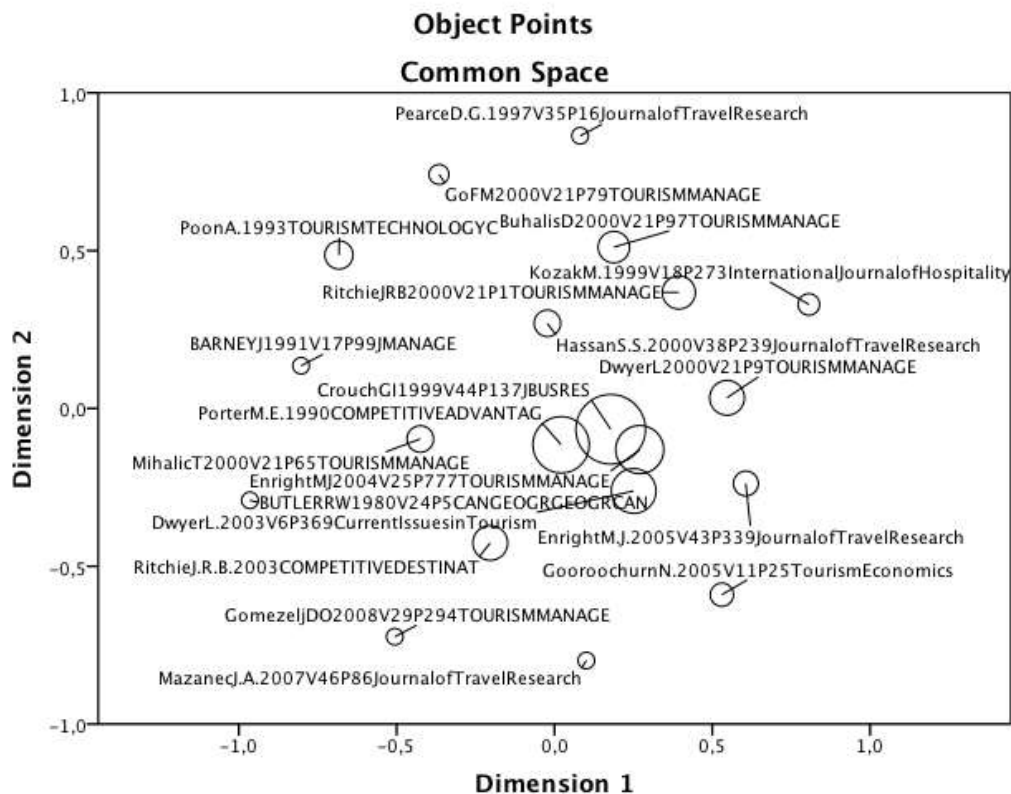 Object Points
Common Space
1,0
PearceD.G.1997V35P16JournalofTravelResearch
GoFM2000V21P79TOURISMMANAGE
PoonA.1993TOURISMTECHNOLOGYC
BuhalisD2000V21P97TOURISMMANAGE
0,5
KozakM.1999V18P273InternationalJournalofHospitality
RitchieJRB2000V21P1TOURISMMANAGE
BARNEYJ1991V17P99JMANAGE
HassanS.S.2000V38P239JournalofTravelResearch
DwyerL2000V21P9TOURISMMANAGE
CrouchGI1999V44P137JBUSRES
0,0
PorterM.E.1990COMPETITIVEADVANTAG
MihalicT2000V21P65TOURISMMANAGE
EnrightMJ2004V25P777TOURISMMANAGE
BUTLERRW1980V24P5CANGEOGRGEOGRCAN
DwyerL.2003V6P369CurrentIssuesinTourism
EnrightM.J.2005V43P339JournalofTravelResearch
-0,5
RitchieJ.R.B.2003COMPETITIVEDESTINAT
GooroochurnN.2005V11P25TourismEconomics
GomezeljDO2008V29P294TOURISMMANAGE
MazanecJ.A.2007V46P86JournalofTravelResearch
-1,0
Dimension 2
-1,0 -0,5 0,0 0,5 1,0
Dimension 1